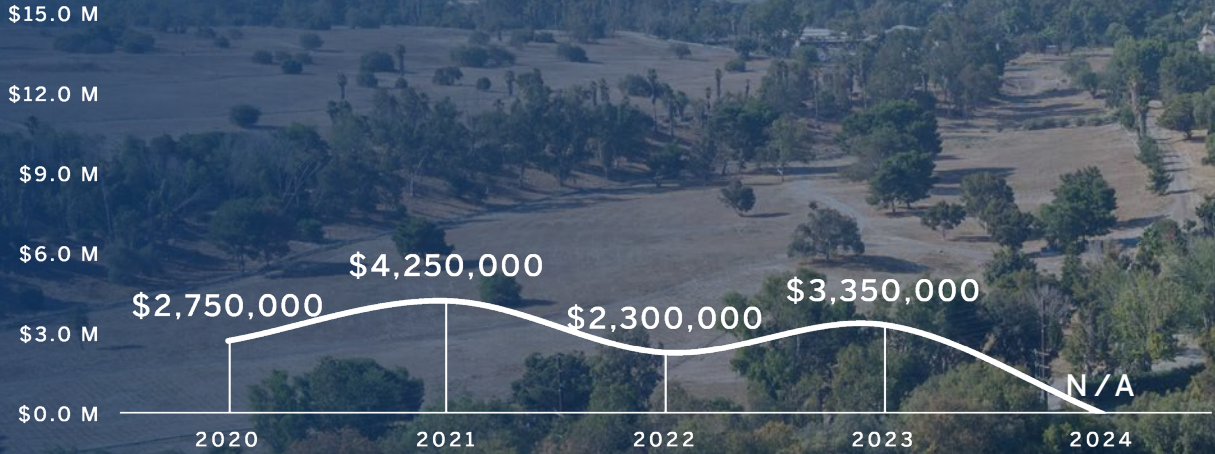 $15.0 M
$12.0 M
$9.0 M
$6.0 M
$4,250,000
$3,350,000
$2,750,000
$2,300,000
$3.0 M
N/A
$0.0 M
2020 2021 2022 2023 2024